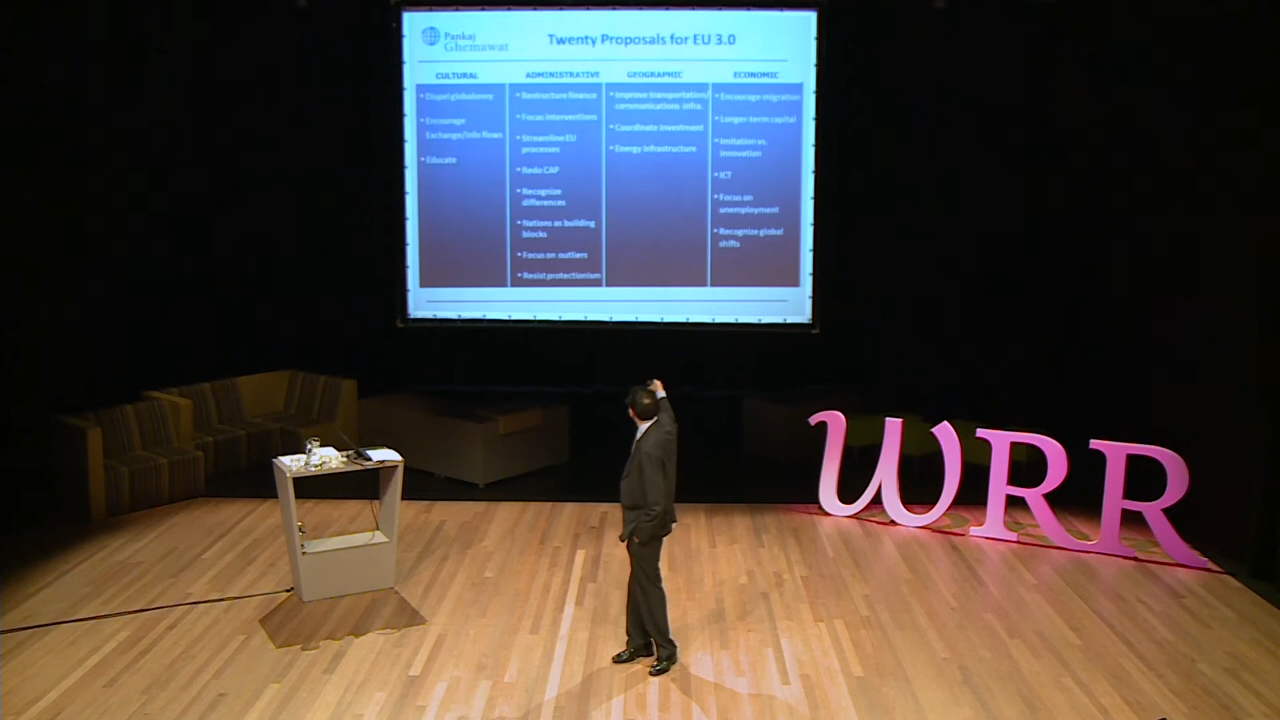 Pankaj
Ghemawat
Twenty Proposals for EU 3.0
CULTURAL
• Dispel globaloney
• Encourage
Exchange/info flows
• Educate
ADMINISTRATIVE
• Restructure finance
• Focus interventions
• Streamline EU
processes
• Redo CAP
• Recognize
differences
• Nations as building
blocks
• Focus on outliers
• Resist protectionism
GEOGRAPHIC
• Improve transportation/
communications infra.
• Coordinate investment
• Energy infrastructure
ECONOMIC
• Encourage migration
• Longer-term capital
• Imitation vs.
innovation
• ICT
• Focus on
unemployment
• Recognize global
shifts
WRR